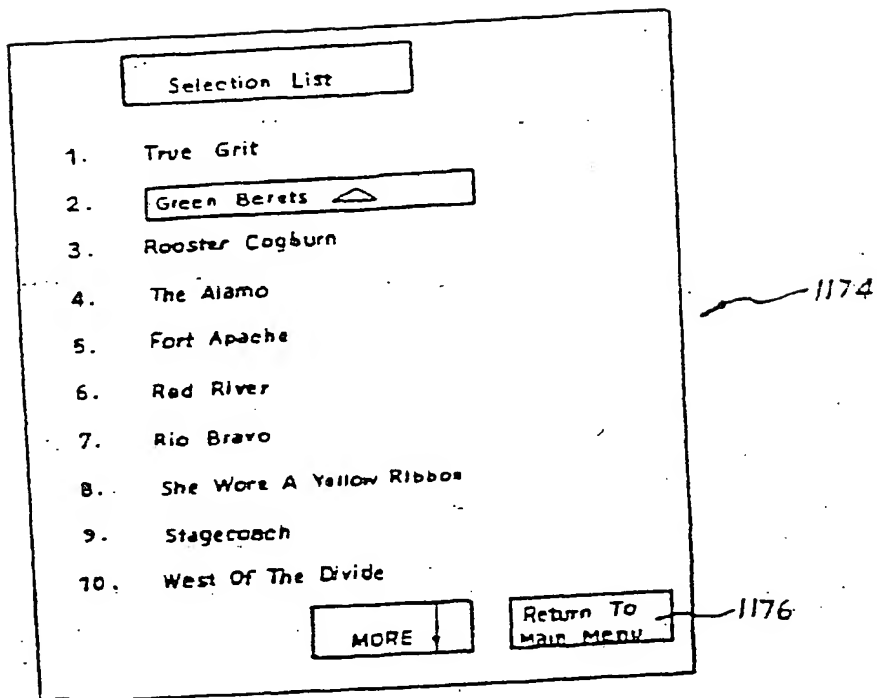 Selection List
1. True Grit
2. Green Berets
3. Rooster Cogburn
4. The Alamo
5. Fort Apache
6. Red River
7. Rio Bravo
8. She Wore A Yellow Ribbon
9. Stagecoach
10. West Of The Divide
MORE
Return To
Main Menu
1174
1176